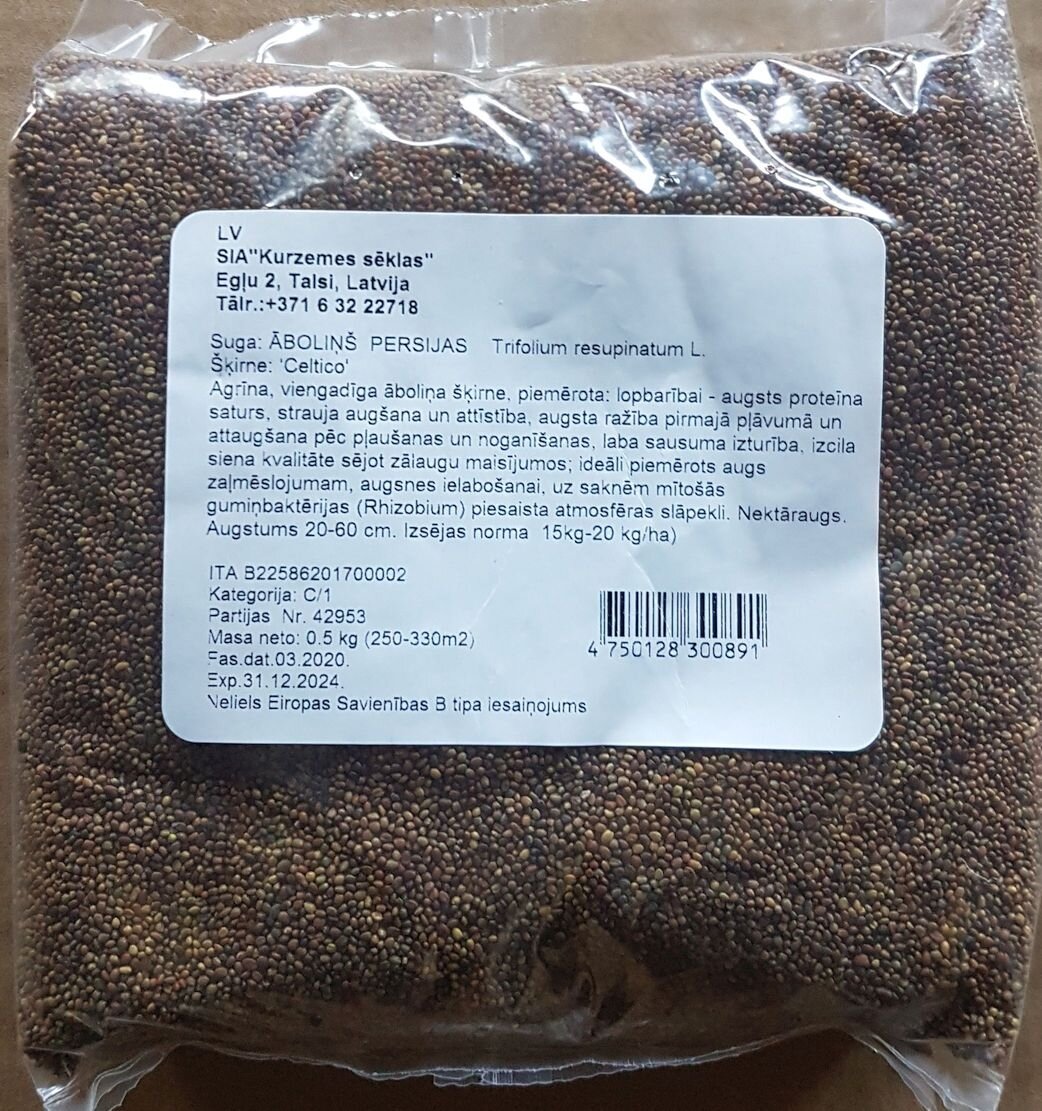 LV
SIA"Kurzemes sēklas"
Egļu 2, Talsi, Latvija
Tālr.:+371 6 32 22718
Suga: ĀBOLIŅŠ PERSIJAS Trifolium resupinatum L.
Šķirne: 'Celtico'
Agrīna, viengadīga āboliņa šķirne, piemērota: lopbarībai - augsts proteīna
saturs, strauja augšana un attīstība, augsta ražība pirmajā pļāvumā un
attaugšana pēc pļaušanas un noganīšanas, laba sausuma izturība, izcila
siena kvalitāte sējot zālaugu maisījumos; ideāli piemērots augs
zaļmēslojumam, augsnes ielabošanai, uz saknēm mītošās
gumiņbaktērijas (Rhizobium) piesaista atmosfēras slāpekli. Nektāraugs.
Augstums 20-60 cm. Izsējas norma 15kg-20 kg/ha)
ITA B22586201700002
Kategorija: C/1
Partijas Nr. 42953
Masa neto: 0.5 kg (250-330m2)
Fas.dat.03.2020.
Exp.31.12.2024.
Neliels Eiropas Savienības B tipa iesaiņojums
4 750128 300891